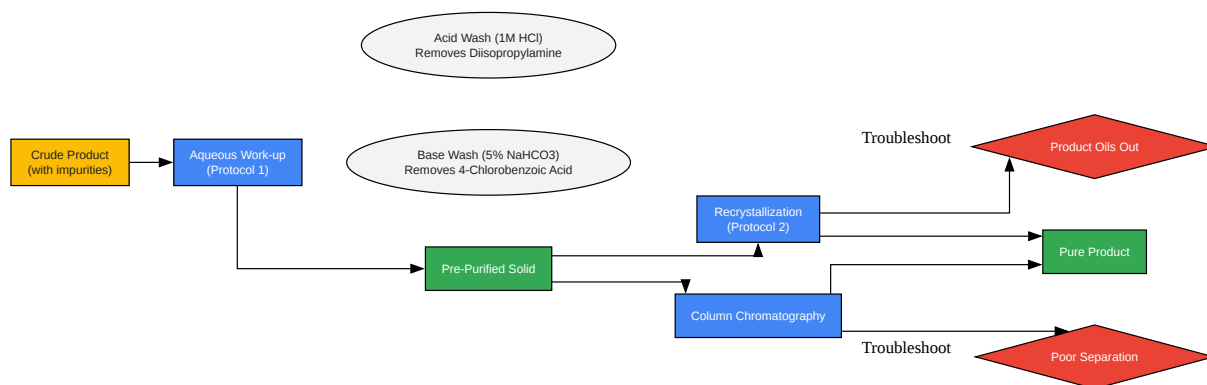 Acid Wash (1M HCl)
Removes Diisopropylamine
Crude Product
(with impurities)
Aqueous Work-up
(Protocol 1)
Base Wash (5% NaHCO3)
Removes 4-Chlorobenzoic Acid
Troubleshoot
Product Oils Out
Recrystallization
(Protocol 2)
Pre-Purified Solid
Pure Product
Column Chromatography
Troubleshoot
Poor Separation